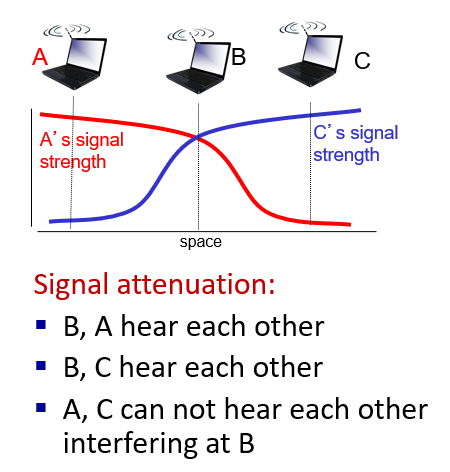 A
B
C
A's signal
strength
C's signal
strength
space
Signal attenuation:
▪ B, A hear each other
▪ B, C hear each other
▪ A, C can not hear each other
interfering at B